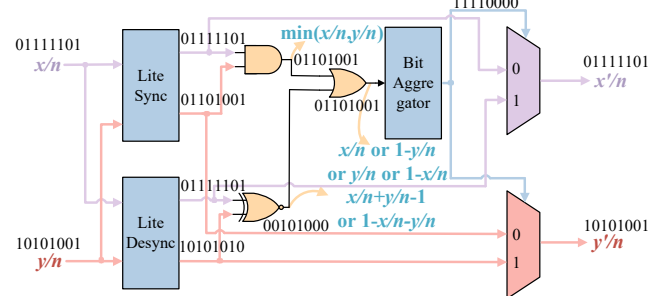 11110000
01111101
x/n
Lite
Sync
01111101
01101001
min(x/n,y/n)
01101001
01101001
Bit
Aggre
gator
0
1
01111101
x'/n
x/n or 1-y/n
or y/n or 1-x/n
x/n+y/n-1
or 1-x/n-y/n
10101001
y/n
Lite
Desync
01111101
10101010
00101000
0
1
10101001
y'/n